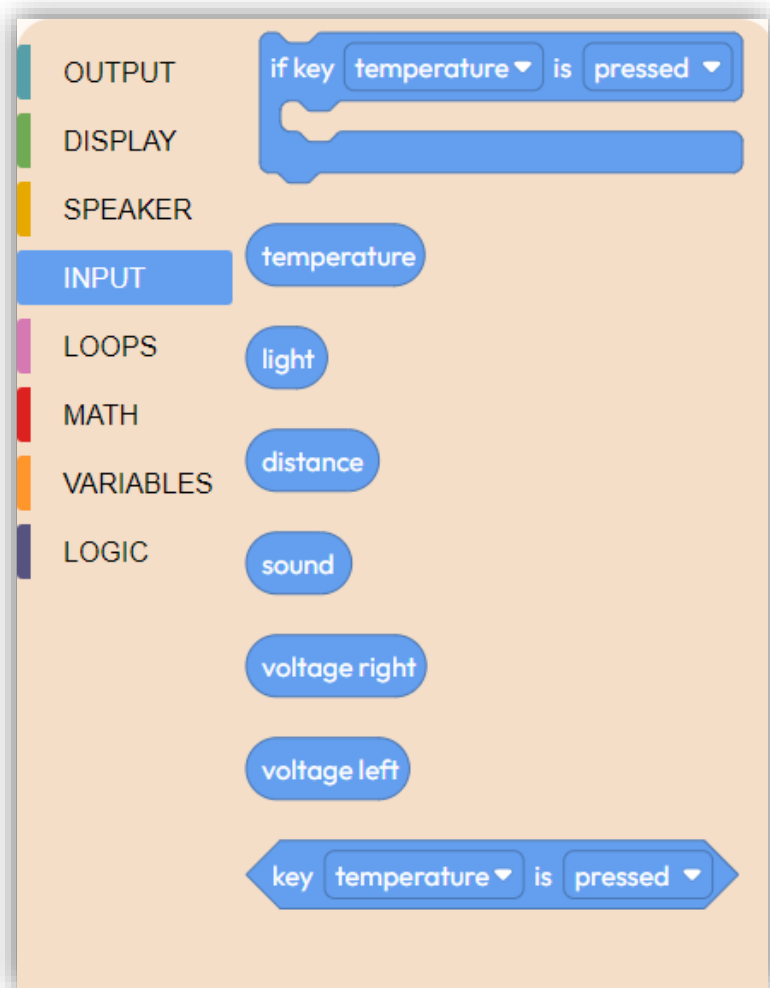 OUTPUT
DISPLAY
SPEAKER
INPUT
LOOPS
MATH
VARIABLES
LOGIC
if key temperature is pressed
temperature
light
distance
sound
voltage right
voltage left
key temperature is pressed